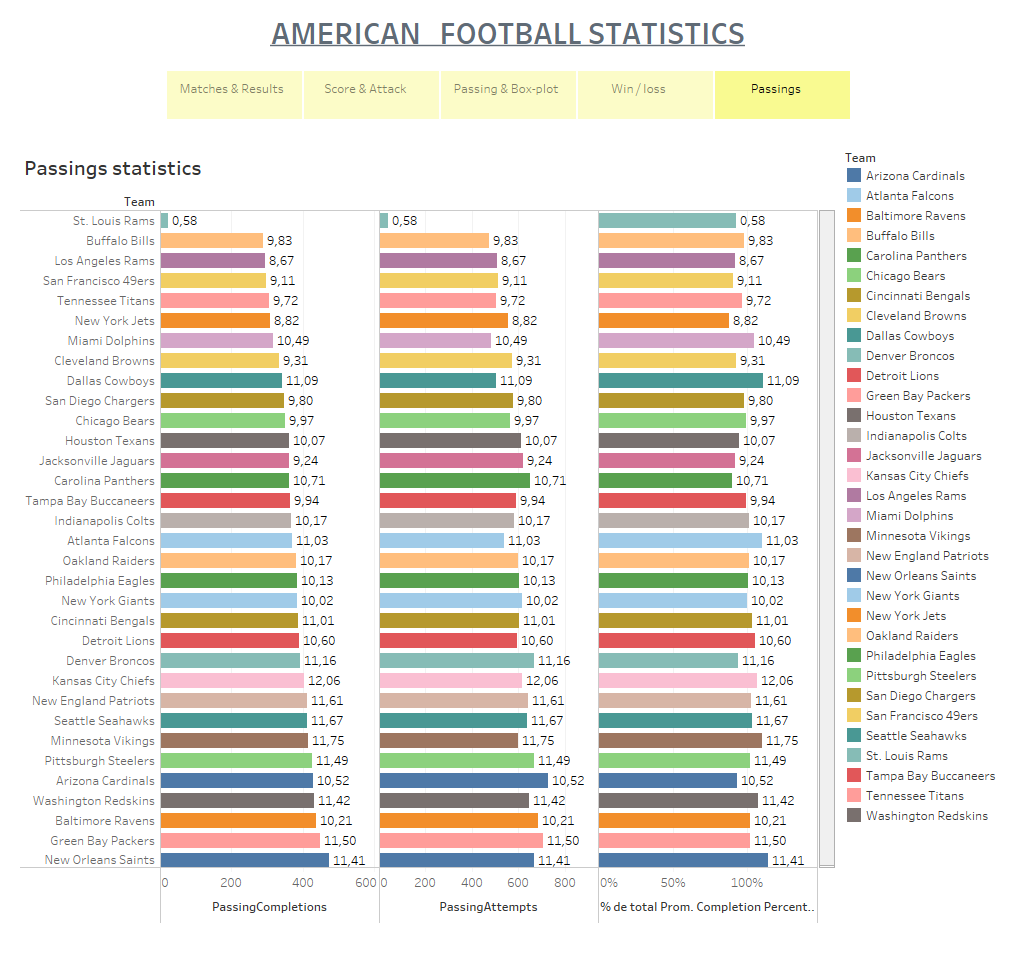 AMERICAN FOOTBALL STATISTICS
Matches & Results Score & Attack Passing & Box-plot Win / loss Passings
Passings statistics
Team
St. Louis Rams 0,58 0,58 0,58
Buffalo Bills 9,83 9,83 9,83
Los Angeles Rams 8,67 8,67 8,67
San Francisco 49ers 9,11 9,11 9,11
Tennessee Titans 9,72 9,72 9,72
New York Jets 8,82 8,82 8,82
Miami Dolphins 10,49 10,49 10,49
Cleveland Browns 9,31 9,31 9,31
Dallas Cowboys 11,09 11,09 11,09
San Diego Chargers 9,80 9,80 9,80
Chicago Bears 9,97 9,97 9,97
Houston Texans 10,07 10,07 10,07
Jacksonville Jaguars 9,24 9,24 9,24
Carolina Panthers 10,71 10,71 10,71
Tampa Bay Buccaneers 9,94 9,94 9,94
Indianapolis Colts 10,17 10,17 10,17
Atlanta Falcons 11,03 11,03 11,03
Oakland Raiders 10,17 10,17 10,17
Philadelphia Eagles 10,13 10,13 10,13
New York Giants 10,02 10,02 10,02
Cincinnati Bengals 11,01 11,01 11,01
Detroit Lions 10,60 10,60 10,60
Denver Broncos 11,16 11,16 11,16
Kansas City Chiefs 12,06 12,06 12,06
New England Patriots 11,61 11,61 11,61
Seattle Seahawks 11,67 11,67 11,67
Minnesota Vikings 11,75 11,75 11,75
Pittsburgh Steelers 11,49 11,49 11,49
Arizona Cardinals 10,52 10,52 10,52
Washington Redskins 11,42 11,42 11,42
Baltimore Ravens 10,21 10,21 10,21
Green Bay Packers 11,50 11,50 11,50
New Orleans Saints 11,41 11,41 11,41
0 200 400 600 0 200 400 600 800 0% 50% 100%
PassingCompletions PassingAttempts % de total Prom. Completion Percent..
Team
Arizona Cardinals
Atlanta Falcons
Baltimore Ravens
Buffalo Bills
Carolina Panthers
Chicago Bears
Cincinnati Bengals
Cleveland Browns
Dallas Cowboys
Denver Broncos
Detroit Lions
Green Bay Packers
Houston Texans
Indianapolis Colts
Jacksonville Jaguars
Kansas City Chiefs
Los Angeles Rams
Miami Dolphins
Minnesota Vikings
New England Patriots
New Orleans Saints
New York Giants
New York Jets
Oakland Raiders
Philadelphia Eagles
Pittsburgh Steelers
San Diego Chargers
San Francisco 49ers
Seattle Seahawks
St. Louis Rams
Tampa Bay Buccaneers
Tennessee Titans
Washington Redskins